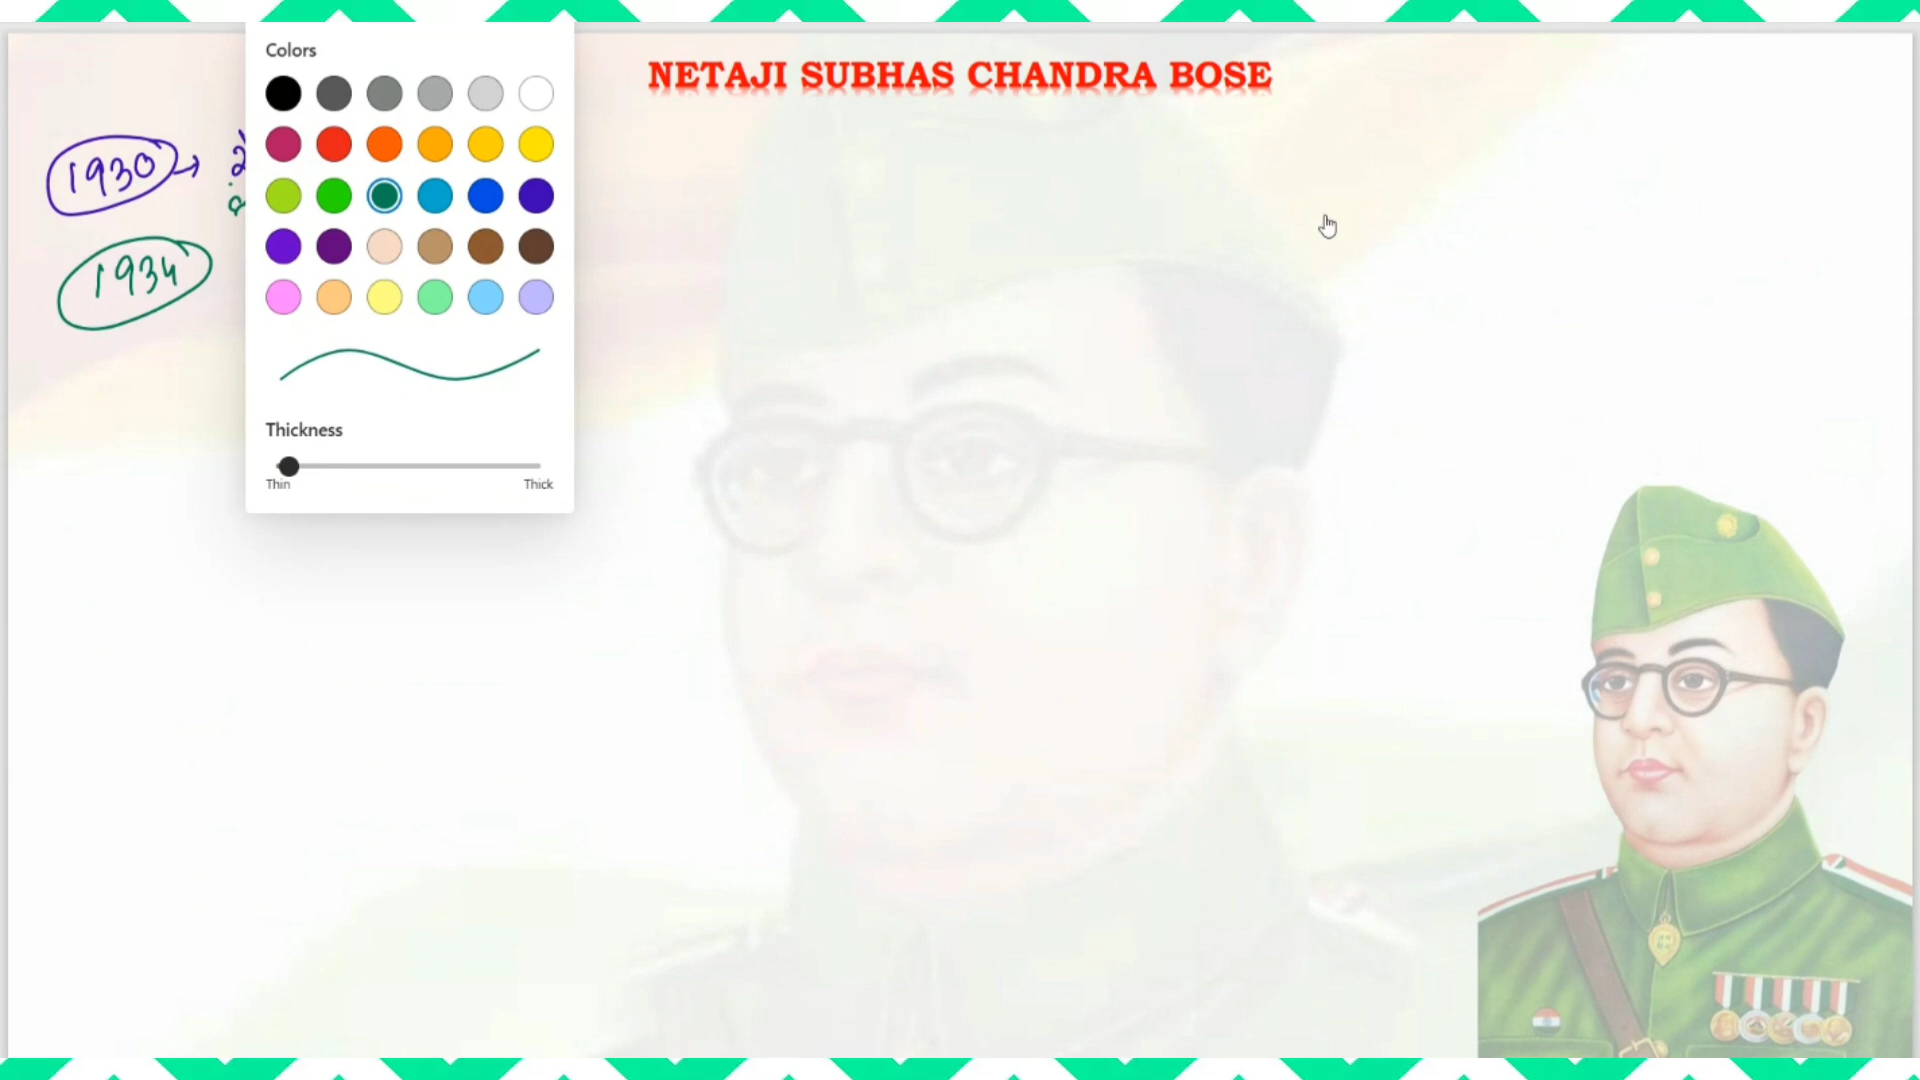 Colors
NETAJI SUBHAS CHANDRA BOSE
1930 →
1934
Thickness
Thin
Thick